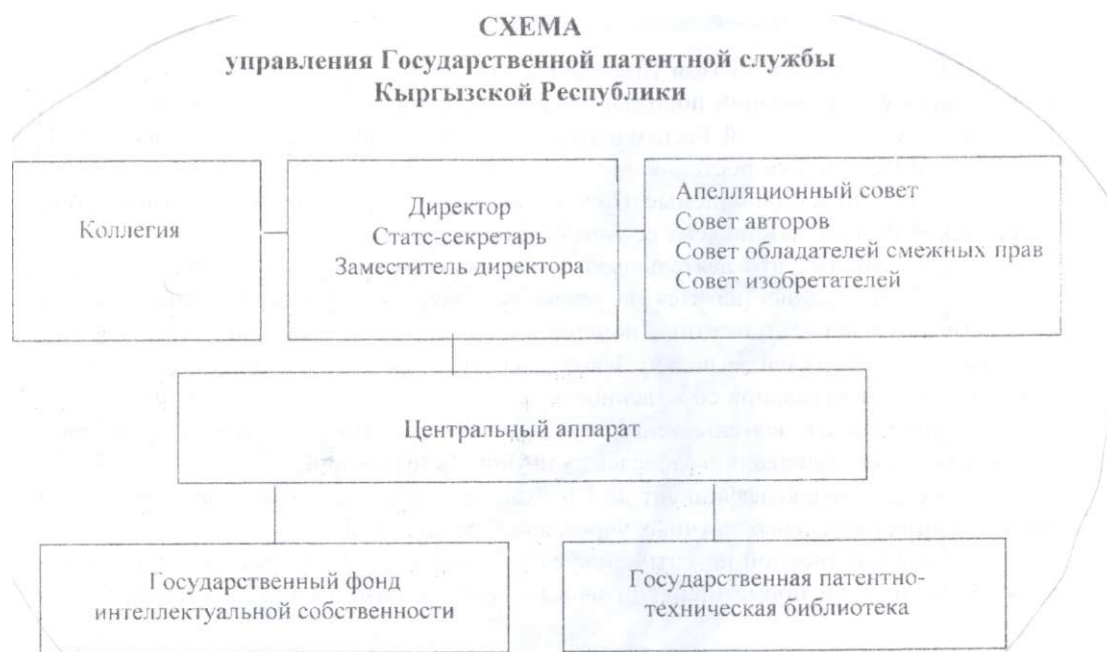 СХЕМА
управления Государственной патентной службы
Кыргызской Республики
Коллегия
Директор
Статс-секретарь
Заместитель директора
Апелляционный совет
Совет авторов
Совет обладателей смежных прав
Совет изобретателей
Центральный аппарат
Государственный фонд
интеллектуальной собственности
Государственная патентно-
техническая библиотека